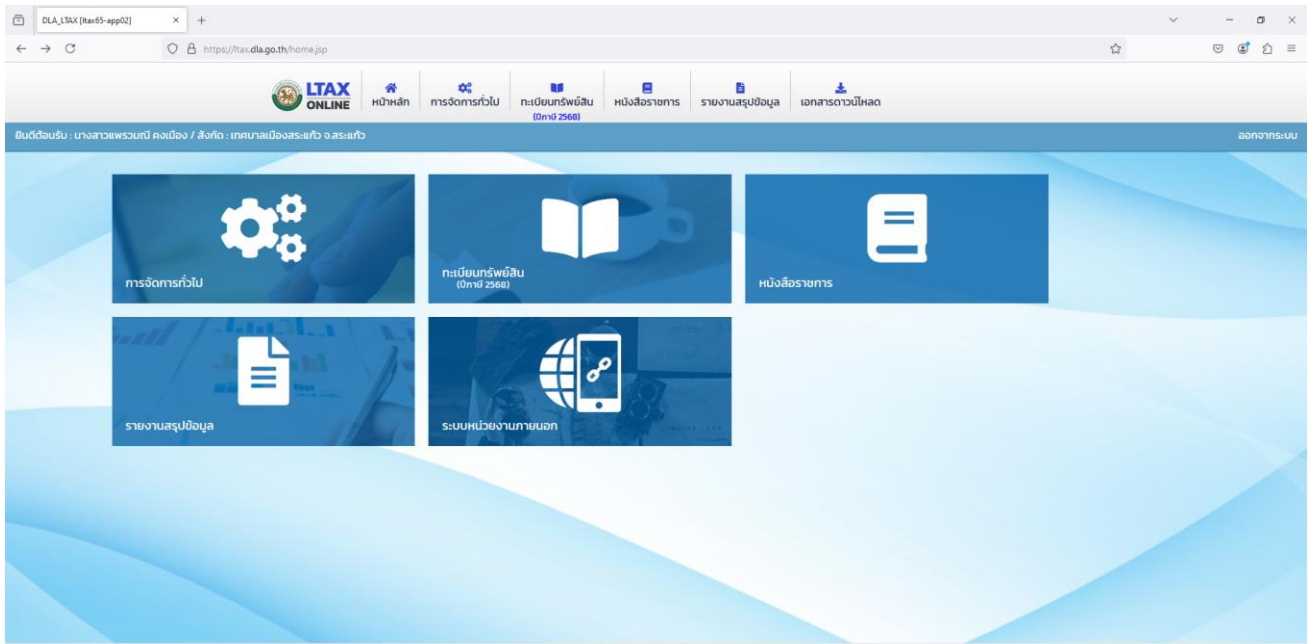 DLA_LTAX [ltax65-app02]
https://ltax.dla.go.th/home.jsp
LTAX
ONLINE
หน้าหลัก
การจัดการทั่วไป
ทะเบียนทรัพย์สิน
(ปีภาษี 2568)
หนังสือราชการ
รายงานสรุปข้อมูล
เอกสารดาวน์โหลด
ยินดีต้อนรับ : นางสาวแพรวมณี คงเมือง / สังกัด : เทศบาลเมืองสระแก้ว จ.สระแก้ว
ออกจากระบบ
การจัดการทั่วไป
ทะเบียนทรัพย์สิน
(ปีภาษี 2568)
หนังสือราชการ
รายงานสรุปข้อมูล
ระบบหน่วยงานภายนอก